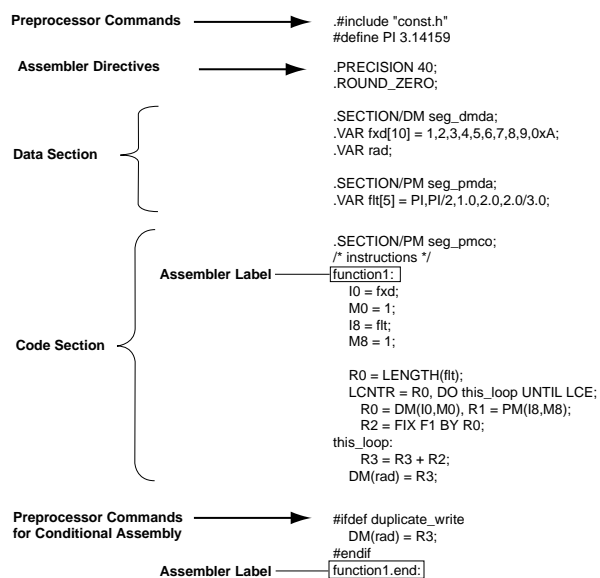 Preprocessor Commands
.#include "const.h"
#define PI 3.14159
Assembler Directives
.PRECISION 40;
.ROUND_ZERO;
Data Section
.SECTION/DM seg_dmda;
.VAR fxd[10] = 1,2,3,4,5,6,7,8,9,0xA;
.VAR rad;
.SECTION/PM seg_pmda;
.VAR flt[5] = PI,PI/2,1.0,2.0,2.0/3.0;
Code Section
.SECTION/PM seg_pmco;
/* instructions */
Assembler Label
function1:
I0 = fxd;
M0 = 1;
I8 = flt;
M8 = 1;
R0 = LENGTH(flt);
LCNTR = R0, DO this_loop UNTIL LCE;
R0 = DM(I0,M0), R1 = PM(I8,M8);
R2 = FIX F1 BY R0;
this_loop:
R3 = R3 + R2;
DM(rad) = R3;
Preprocessor Commands
for Conditional Assembly
#ifdef duplicate_write
DM(rad) = R3;
#endif
Assembler Label
function1.end: